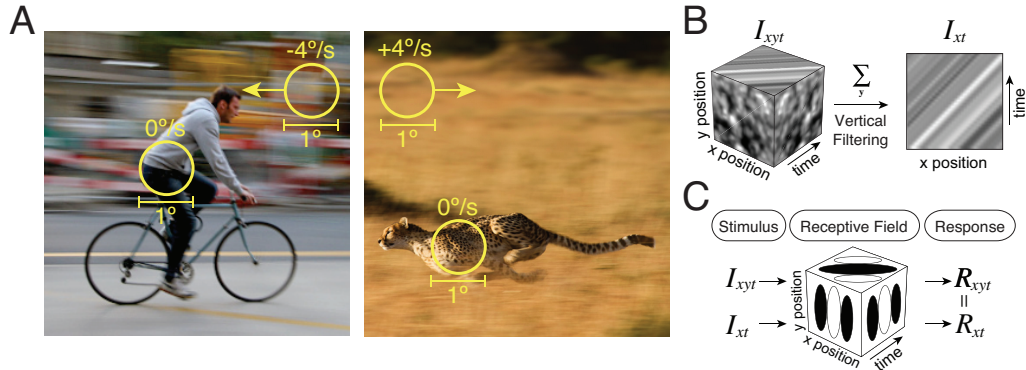 A
-4°/s
1°
0°/s
1°
+4°/s
1°
0°/s
1°
B
I_xyt
y position
x position
time
Σ
y
Vertical
Filtering
I_xt
time
x position
C
Stimulus
Receptive Field
Response
I_xyt
I_xt
y position
x position
time
R_xyt
=
R_xt